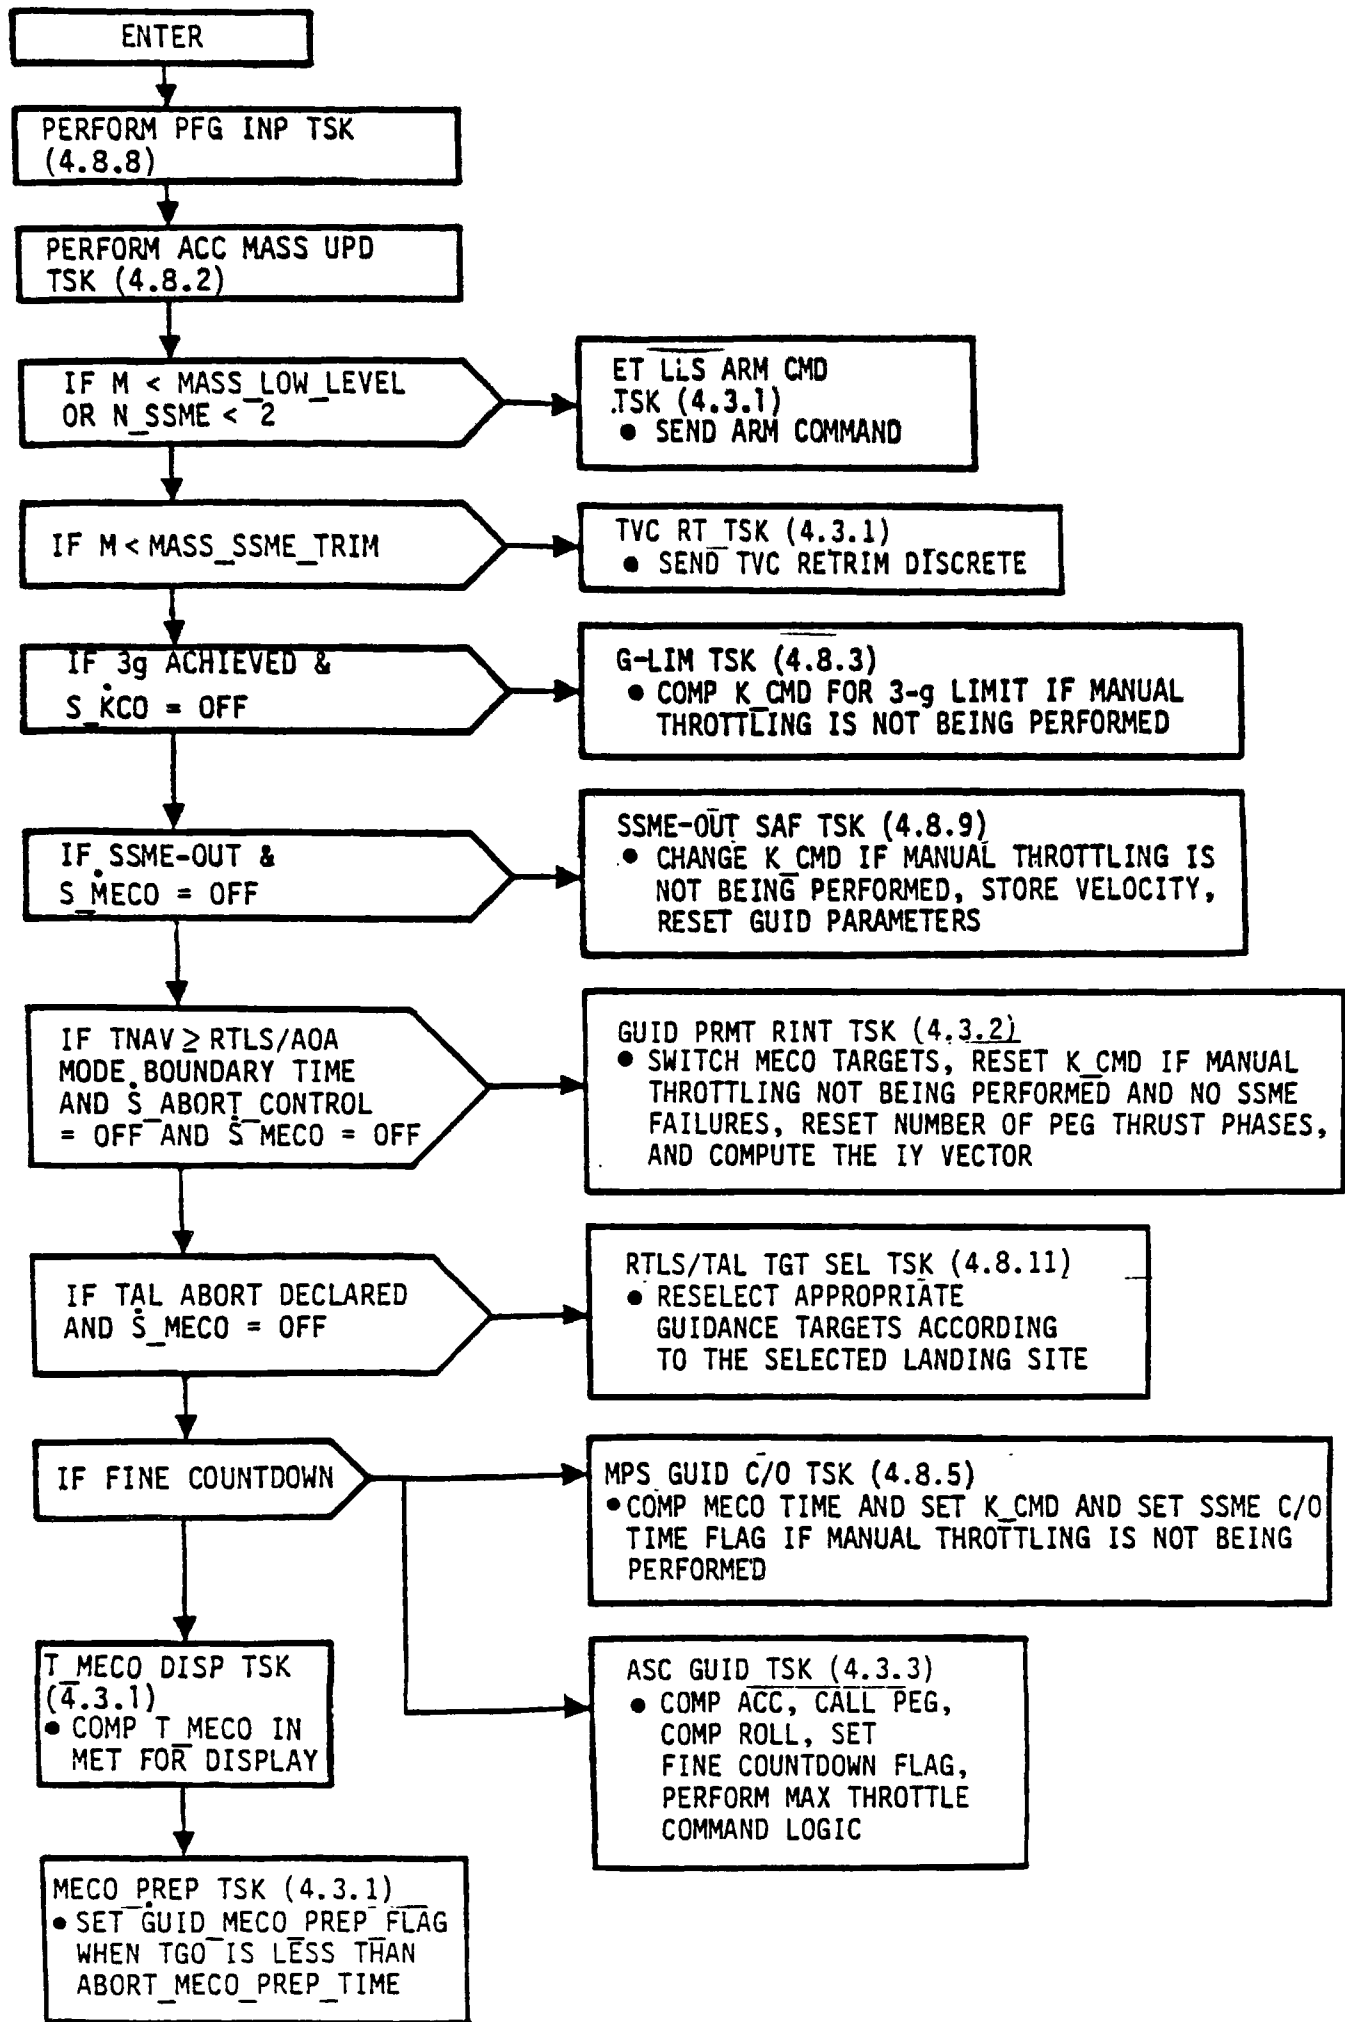 ENTER
PERFORM PFG INP TSK
(4.8.8)
PERFORM ACC MASS UPD
TSK (4.8.2)
IF M < MASS_LOW_LEVEL
OR N_SSME < 2
ET LLS ARM CMD
TSK (4.3.1)
● SEND ARM COMMAND
IF M < MASS_SSME_TRIM
TVC RT_TSK (4.3.1)
● SEND TVC RETRIM DISCRETE
IF 3g ACHIEVED &
S_KCO = OFF
G-LIM TSK (4.8.3)
● COMP K_CMD FOR 3-g LIMIT IF MANUAL
THROTTLING IS NOT BEING PERFORMED
IF SSME-OUT &
S_MECO = OFF
SSME-OUT SAF TSK (4.8.9)
● CHANGE K_CMD IF MANUAL THROTTLING IS
NOT BEING PERFORMED, STORE VELOCITY,
RESET GUID PARAMETERS
IF TNAV ≥ RTLS/AOA
MODE BOUNDARY TIME
AND S_ABORT_CONTROL
= OFF AND S_MECO = OFF
GUID PRMT RINT TSK (4.3.2)
● SWITCH MECO TARGETS, RESET K_CMD IF MANUAL
THROTTLING NOT BEING PERFORMED AND NO SSME
FAILURES, RESET NUMBER OF PEG THRUST PHASES,
AND COMPUTE THE IY VECTOR
IF TAL ABORT DECLARED
AND S_MECO = OFF
RTLS/TAL TGT SEL TSK (4.8.11)
● RESELECT APPROPRIATE
GUIDANCE TARGETS ACCORDING
TO THE SELECTED LANDING SITE
IF FINE COUNTDOWN
MPS GUID C/O TSK (4.8.5)
● COMP MECO TIME AND SET K_CMD AND SET SSME C/O
TIME FLAG IF MANUAL THROTTLING IS NOT BEING
PERFORMED
T_MECO DISP TSK
(4.3.1)
● COMP T_MECO IN
MET FOR DISPLAY
ASC GUID TSK (4.3.3)
● COMP ACC, CALL PEG,
COMP ROLL, SET
FINE COUNTDOWN FLAG,
PERFORM MAX THROTTLE
COMMAND LOGIC
MECO_PREP TSK (4.3.1)
● SET GUID_MECO_PREP_FLAG
WHEN TGO IS LESS THAN
ABORT_MECO_PREP_TIME